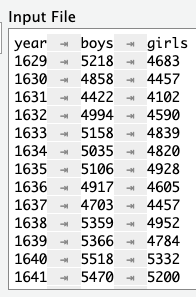 Input File
year ⇥ boys ⇥ girls
1629 ⇥ 5218 ⇥ 4683
1630 ⇥ 4858 ⇥ 4457
1631 ⇥ 4422 ⇥ 4102
1632 ⇥ 4994 ⇥ 4590
1633 ⇥ 5158 ⇥ 4839
1634 ⇥ 5035 ⇥ 4820
1635 ⇥ 5106 ⇥ 4928
1636 ⇥ 4917 ⇥ 4605
1637 ⇥ 4703 ⇥ 4457
1638 ⇥ 5359 ⇥ 4952
1639 ⇥ 5366 ⇥ 4784
1640 ⇥ 5518 ⇥ 5332
1641 ⇥ 5470 ⇥ 5200